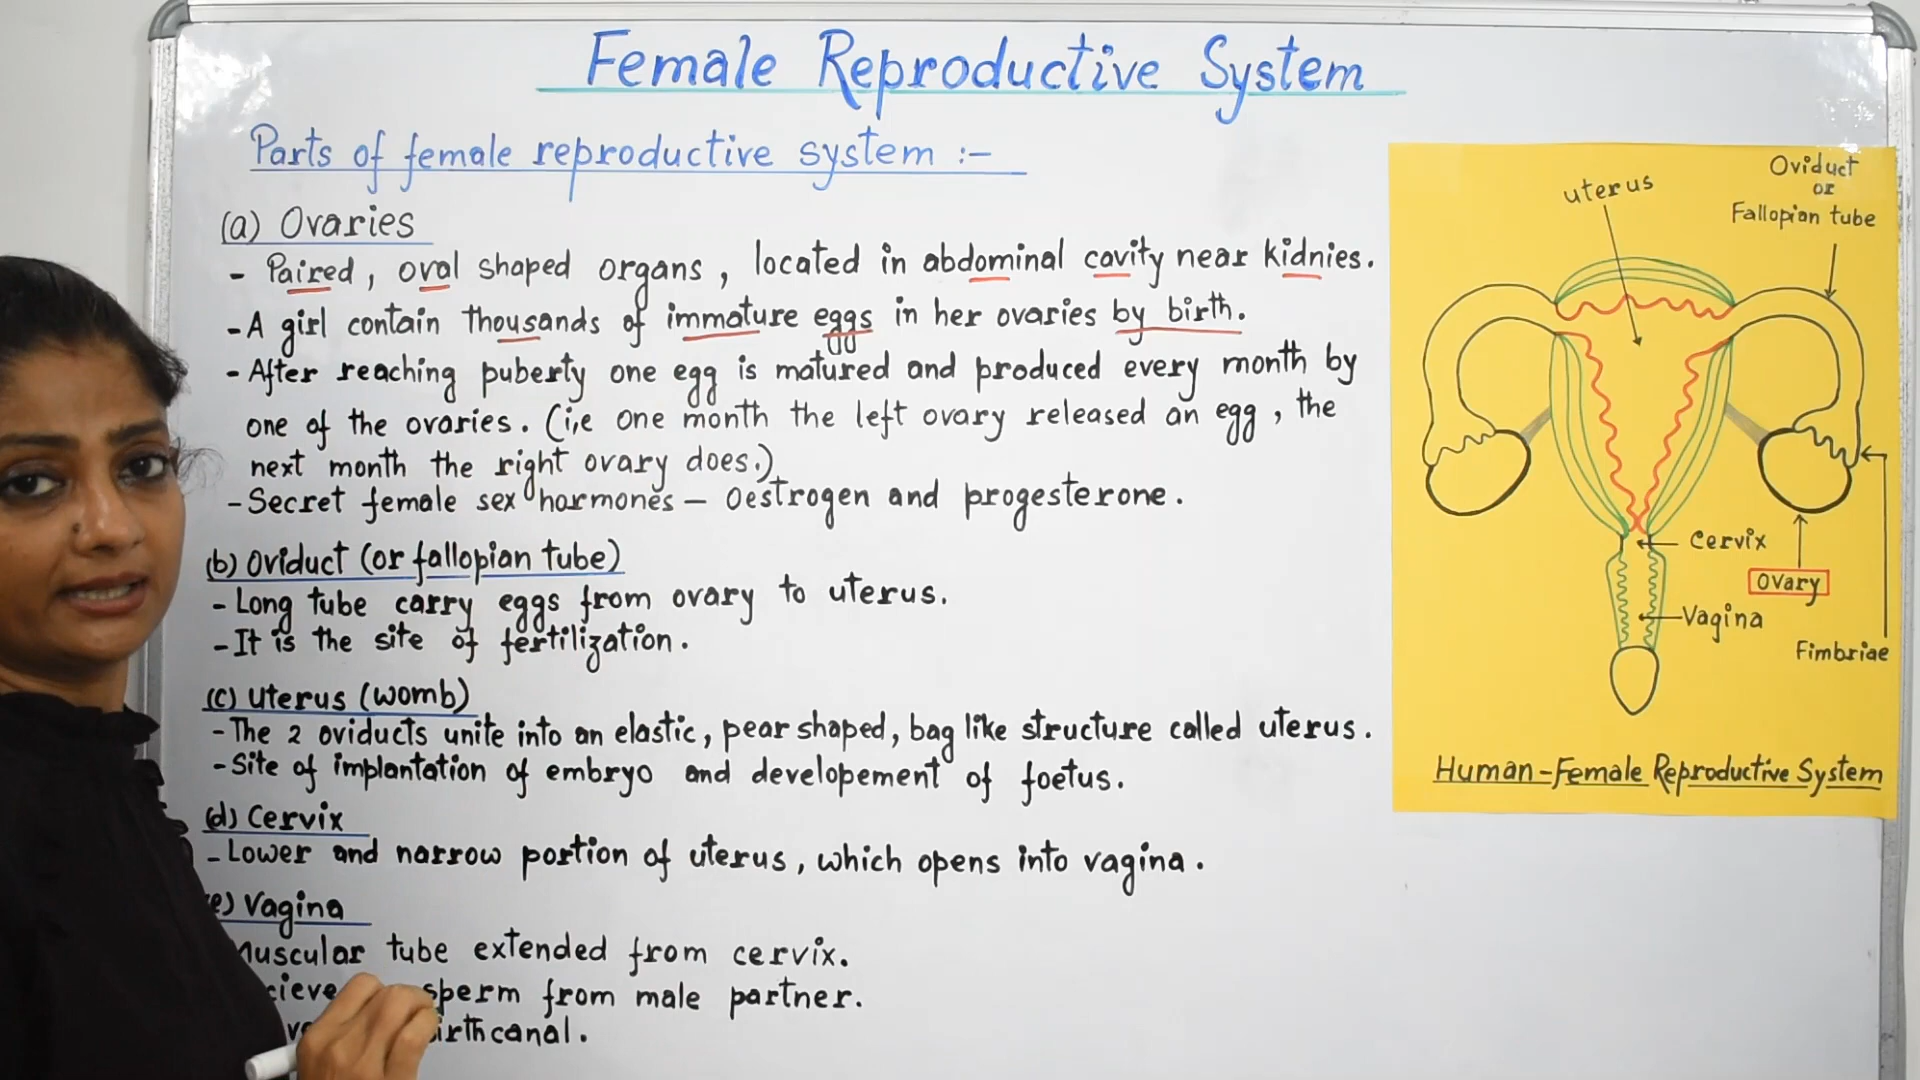 Female Reproductive System
Parts of female reproductive system :-
(a) Ovaries
- Paired, oval shaped organs, located in abdominal cavity near kidnies.
- A girl contain thousands of immature eggs in her ovaries by birth.
- After reaching puberty one egg is matured and produced every month by
one of the ovaries. (i,e one month the left ovary released an egg, the
next month the right ovary does.)
- Secret female sex hormones – Oestrogen and progesterone.
(b) Oviduct (or fallopian tube)
- Long tube carry eggs from ovary to uterus.
- It is the site of fertilization.
(c) Uterus (womb)
- The 2 oviducts unite into an elastic, pear shaped, bag like structure called uterus.
- Site of implantation of embryo and developement of foetus.
(d) Cervix
- Lower and narrow portion of uterus, which opens into vagina.
e) Vagina
Muscular tube extended from cervix.
sperm from male partner.
canal.
uterus
Oviduct
or
Fallopian tube
Cervix
Ovary
Vagina
Fimbriae
Human-Female Reproductive System